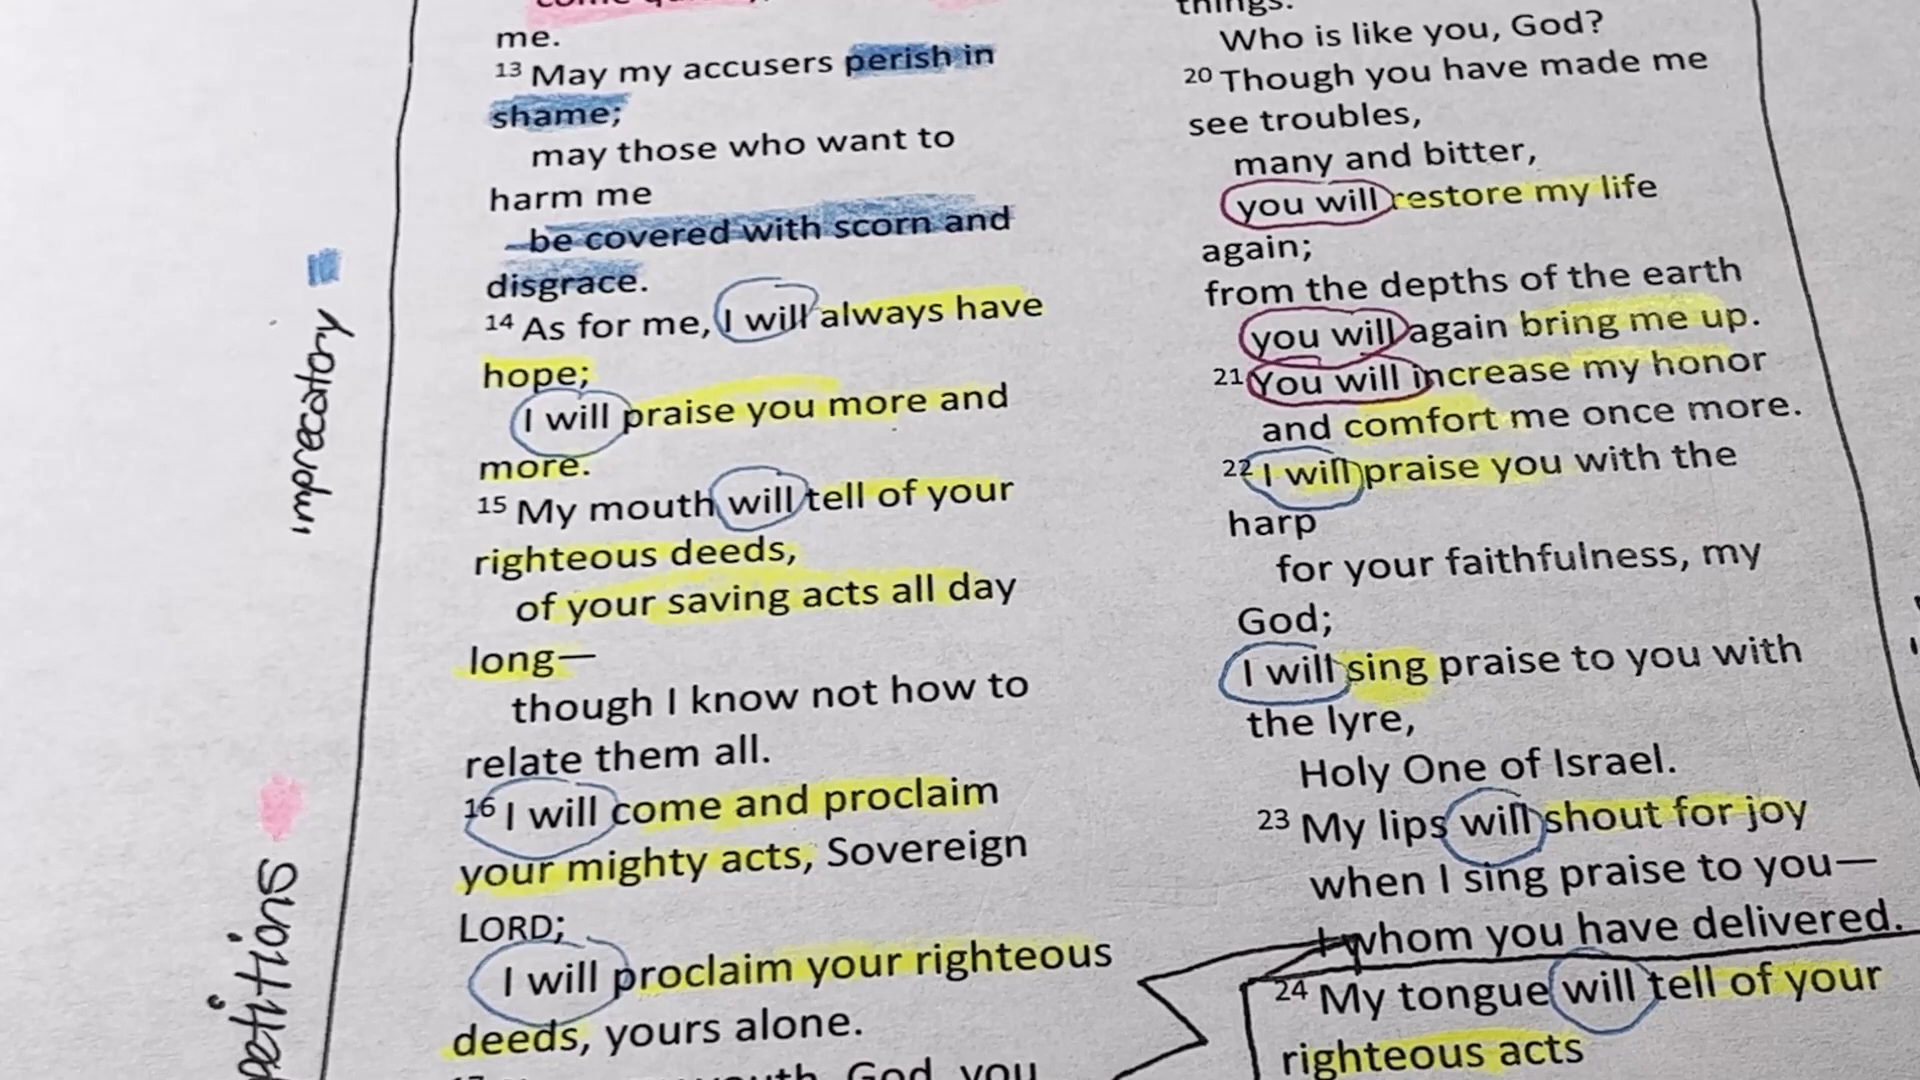 me.
13 May my accusers perish in
shame;
may those who want to
harm me
be covered with scorn and
disgrace.
14 As for me, I will always have
hope;
I will praise you more and
more.
15 My mouth will tell of your
righteous deeds,
of your saving acts all day
long—
though I know not how to
relate them all.
16 I will come and proclaim
your mighty acts, Sovereign
LORD;
I will proclaim your righteous
deeds, yours alone.
God, you
things.
Who is like you, God?
20 Though you have made me
see troubles,
many and bitter,
you will restore my life
again;
from the depths of the earth
you will again bring me up.
21 You will increase my honor
and comfort me once more.
22 I will praise you with the
harp
for your faithfulness, my
God;
I will sing praise to you with
the lyre,
Holy One of Israel.
23 My lips will shout for joy
when I sing praise to you—
I whom you have delivered.
24 My tongue will tell of your
righteous acts
imprecatory
petitions